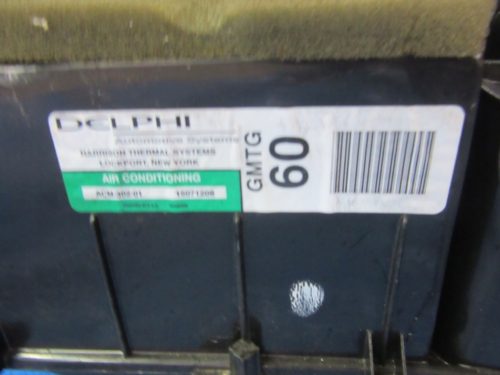 DELPHI
Automotive Systems
HARRISON THERMAL SYSTEMS
LOCKPORT, NEW YORK
AIR CONDITIONING
GMTG
60